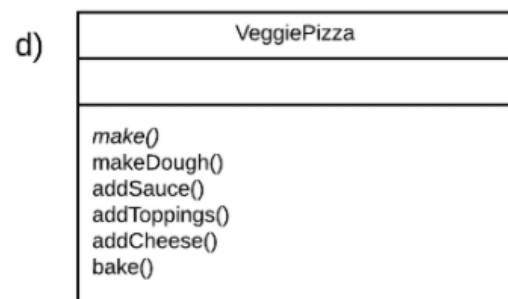 d)
VeggiePizza
make()
makeDough()
addSauce()
addToppings()
addCheese()
bake()